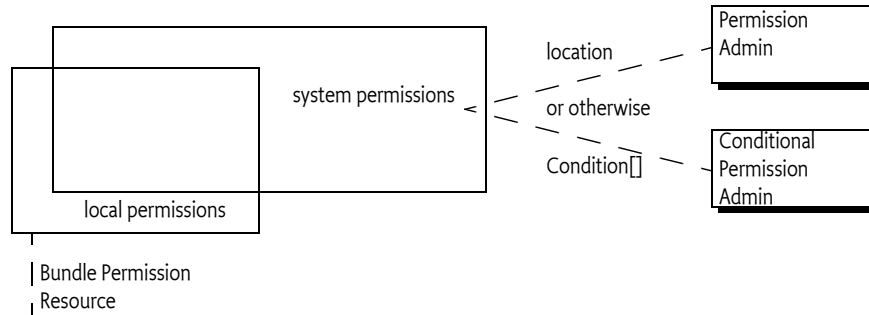 Permission
Admin
location
system permissions
or otherwise
Conditional
Permission
Admin
Condition[]
local permissions
Bundle Permission
Resource